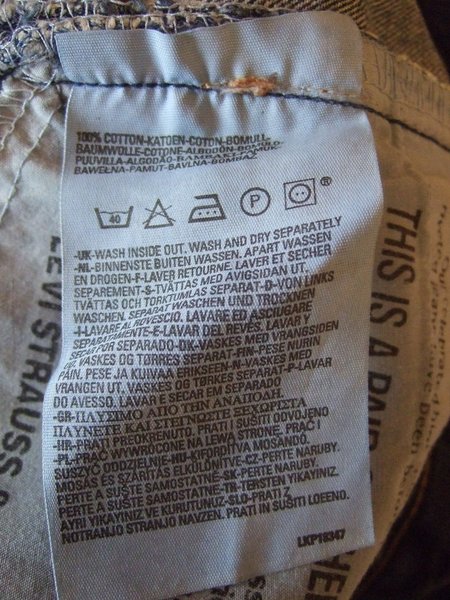 100% COTTON-KATOEN-COTON-BOMULL
BAUMWOLLE-COTONE-ALGODÓN-BOMULD-
PUUVILLA-ALGODÃO-ΒΑΜΒΑΚΙ-
BAWEŁNA-PAMUT-BAVLNA-BOMBAŽ
40
P
®
-UK-WASH INSIDE OUT. WASH AND DRY SEPARATELY
-NL-BINNENSTE BUITEN WASSEN. APART WASSEN
EN DROGEN-F-LAVER RETOURNE. LAVER ET SECHER
SEPAREMENT-S-TVÄTTAS MED AVIGSIDAN UT.
TVÄTTAS OCH TORKTUMLAS SEPARAT-D-VON LINKS
WASCHEN. SEPARAT WASCHEN UND TROCKNEN
-I-LAVARE AL ROVESCIO. LAVARE ED ASCIUGARE
SEPARATMENTE-E-LAVAR DEL REVÉS. LAVAR Y
SECAR POR SEPARADO-DK-VASKES MED VRANGSIDEN
UD. VASKES OG TØRRES SEPARAT-FIN-PESE NURIN
PÄIN. PESE JA KUIVAA ERIKSEEN-N-VASKES MED
VRANGEN UT. VASKES OG TØRKES SEPARAT-P-LAVAR
DO AVESSO. LAVAR E SECAR EM SEPARADO
-GR-ΠΛΥΣΙΜΟ ΑΠΟ ΤΗΝ ΑΝΑΠΟΔΗ.
ΠΛΥΝΕΤΕ ΚΑΙ ΣΤΕΓΝΩΣΤΕ ΞΕΧΩΡΙΣΤΑ
-HR-PRATI PREOKRENUTO. PRATI I SUŠITI ODVOJENO
-PL-PRAĆ WYWRÓCONE NA LEWĄ STRONĘ. PRAĆ I
SUSZYĆ ODDZIELNIE-HU-KIFORDÍTVA MOSANDÓ.
MOSÁS ÉS SZÁRÍTÁS ELKÜLÖNÍTVE-CZ-PERTE NARUBY.
PERTE A SUŠTE SAMOSTATNĚ-SK-PERTE NARUBY.
PERTE A SUŠTE SAMOSTATNE-TR-TERSTEN YIKAYINIZ.
AYRI YIKAYINIZ VE KURUTUNUZ-SLO-PRATI Z
NOTRANJO STRANJO NAVZEN. PRATI IN SUŠITI LOČENO.
LKP18347
THIS IS A PAIR
LEVI STRAUSS &
been